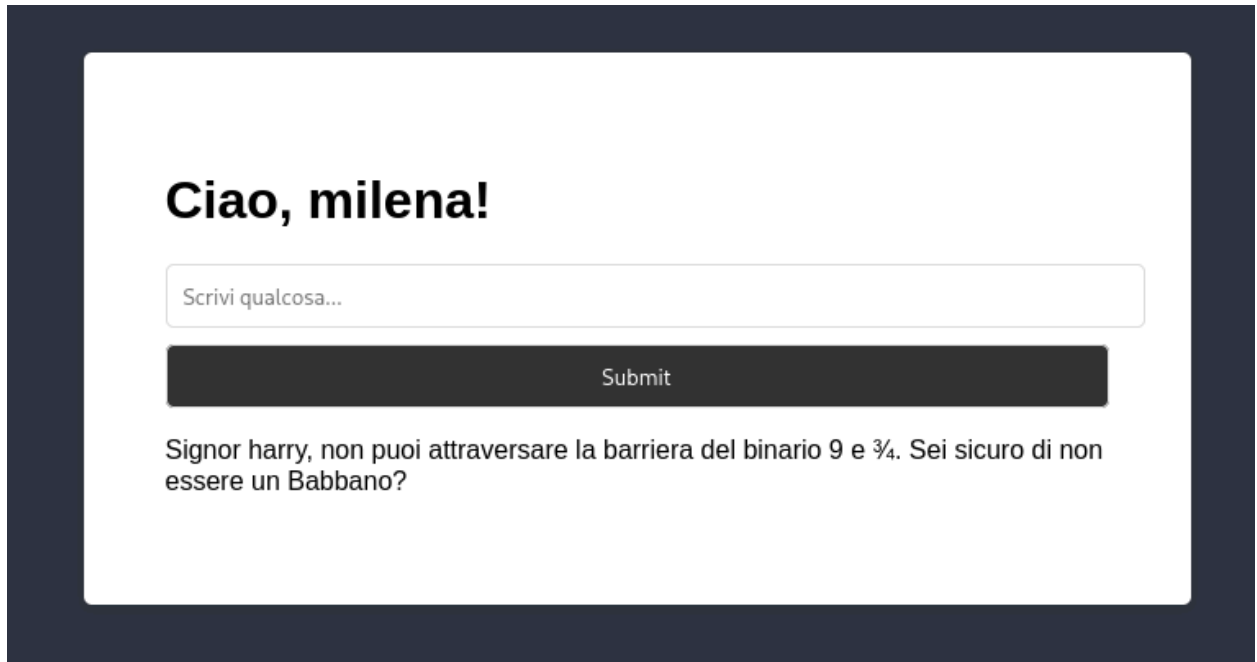 Ciao, milena!
Scrivi qualcosa...
Submit
Signor harry, non puoi attraversare la barriera del binario 9 e ¾. Sei sicuro di non
essere un Babbano?